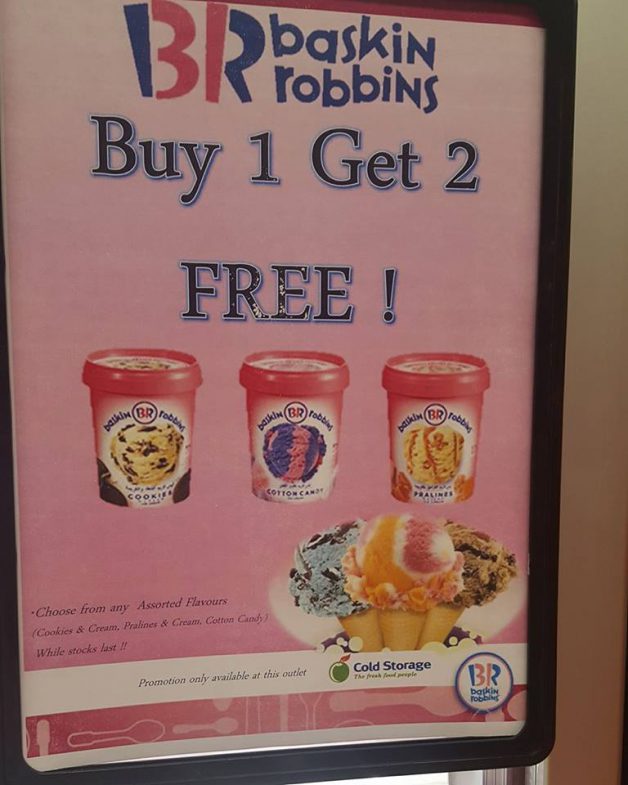 BR baskin
robbins
Buy 1 Get 2
FREE !
baskin BR robbins
COOKIES
baskin BR robbins
COTTON CANDY
baskin BR robbins
PRALINES
•Choose from any Assorted Flavours
(Cookies & Cream, Pralines & Cream, Cotton Candy)
While stocks last !!
Promotion only available at this outlet
Cold Storage
The fresh food people
BR
baskin
robbins